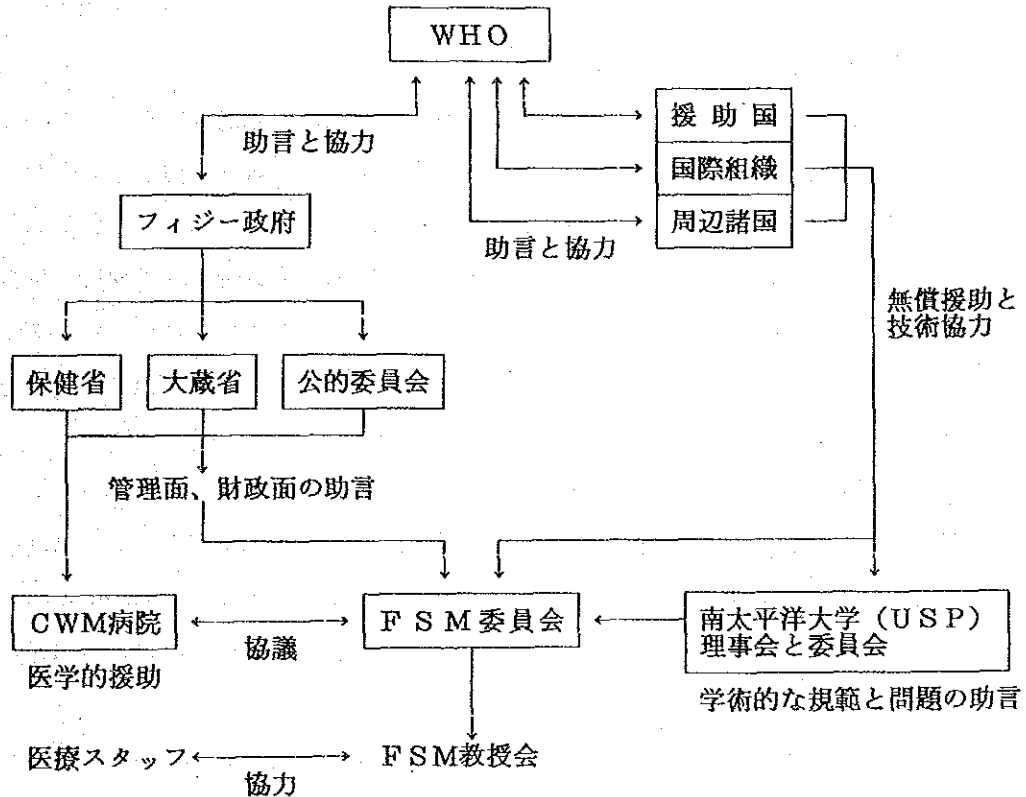 WHO
援助国
助言と協力
国際組織
フィジー政府
周辺諸国
助言と協力
無償援助と
技術協力
保健省
大蔵省
公的委員会
管理面、財政面の助言
CWM病院
FSM委員会
南太平洋大学(USP)
理事会と委員会
協議
医学的援助
学術的な規範と問題の助言
医療スタッフ
FSM教授会
協力